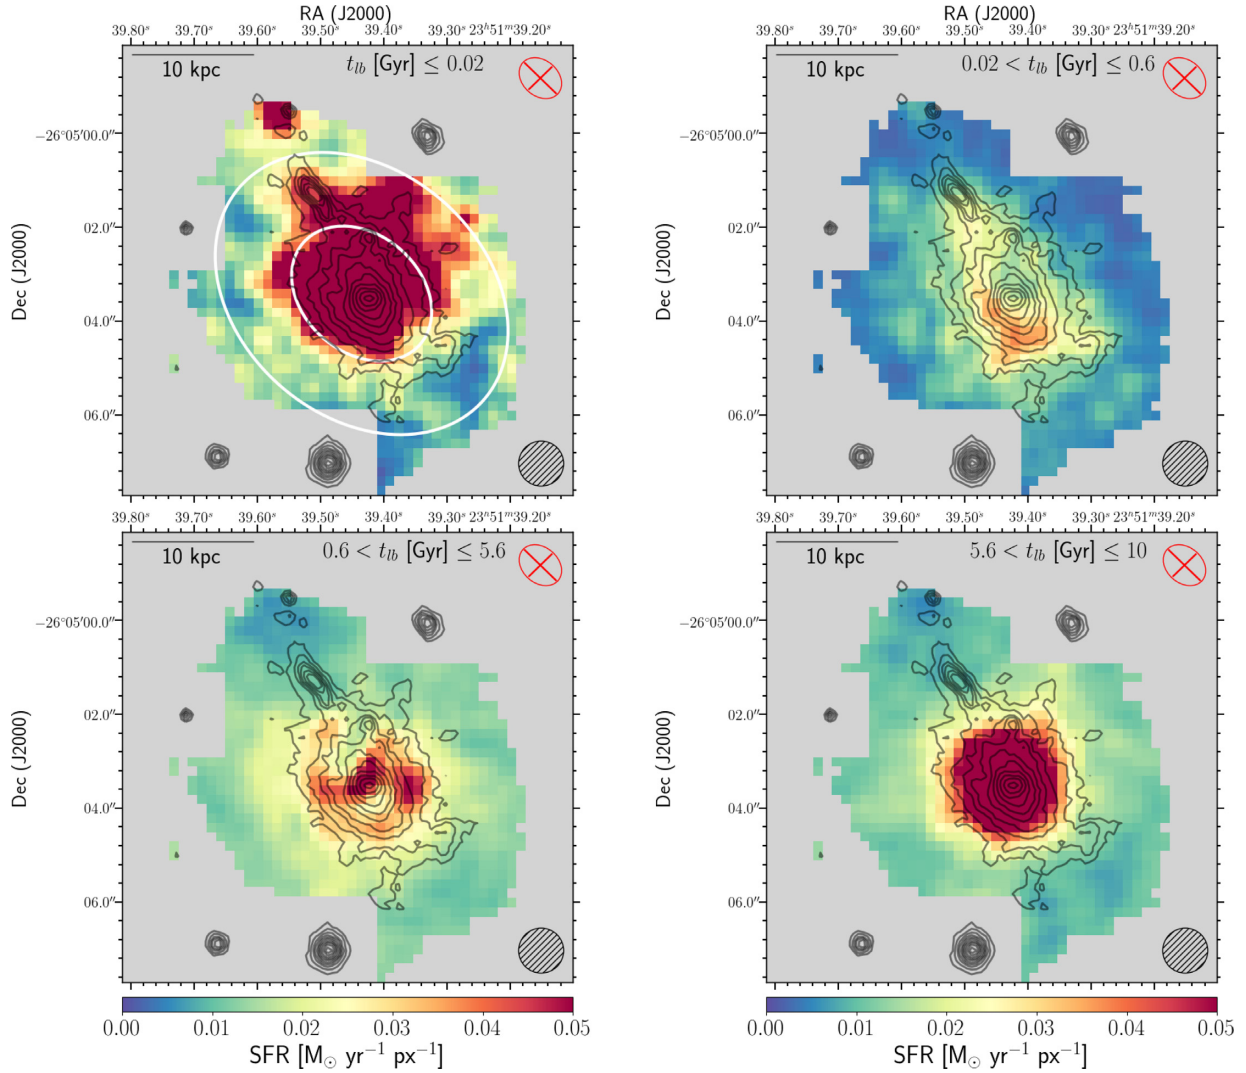 RA (J2000) RA (J2000)
39.80ˢ 39.70ˢ 39.60ˢ 39.50ˢ 39.40ˢ 39.30ˢ 23ʰ51ᵐ39.20ˢ 39.80ˢ 39.70ˢ 39.60ˢ 39.50ˢ 39.40ˢ 39.30ˢ 23ʰ51ᵐ39.20ˢ
10 kpc t_lb [Gyr] ≤ 0.02 10 kpc 0.02 < t_lb [Gyr] ≤ 0.6
−26°05′00.0″ −26°05′00.0″
02.0″ 02.0″
Dec (J2000) Dec (J2000)
04.0″ 04.0″
06.0″ 06.0″
39.80ˢ 39.70ˢ 39.60ˢ 39.50ˢ 39.40ˢ 39.30ˢ 23ʰ51ᵐ39.20ˢ 39.80ˢ 39.70ˢ 39.60ˢ 39.50ˢ 39.40ˢ 39.30ˢ 23ʰ51ᵐ39.20ˢ
10 kpc 0.6 < t_lb [Gyr] ≤ 5.6 10 kpc 5.6 < t_lb [Gyr] ≤ 10
−26°05′00.0″ −26°05′00.0″
02.0″ 02.0″
Dec (J2000) Dec (J2000)
04.0″ 04.0″
06.0″ 06.0″
0.00 0.01 0.02 0.03 0.04 0.05 0.00 0.01 0.02 0.03 0.04 0.05
SFR [M☉ yr⁻¹ px⁻¹] SFR [M☉ yr⁻¹ px⁻¹]